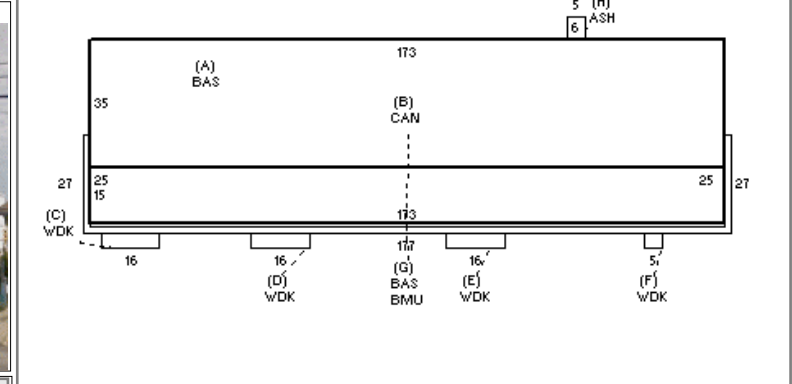 5 (H)
ASH
6
173
(A)
BAS
35
(B)
CAN
27
25
15
25
27
(C)
WDK
173
177
16
16
16
5
(D)
WDK
(G)
BAS
BMU
(E)
WDK
(F)
WDK